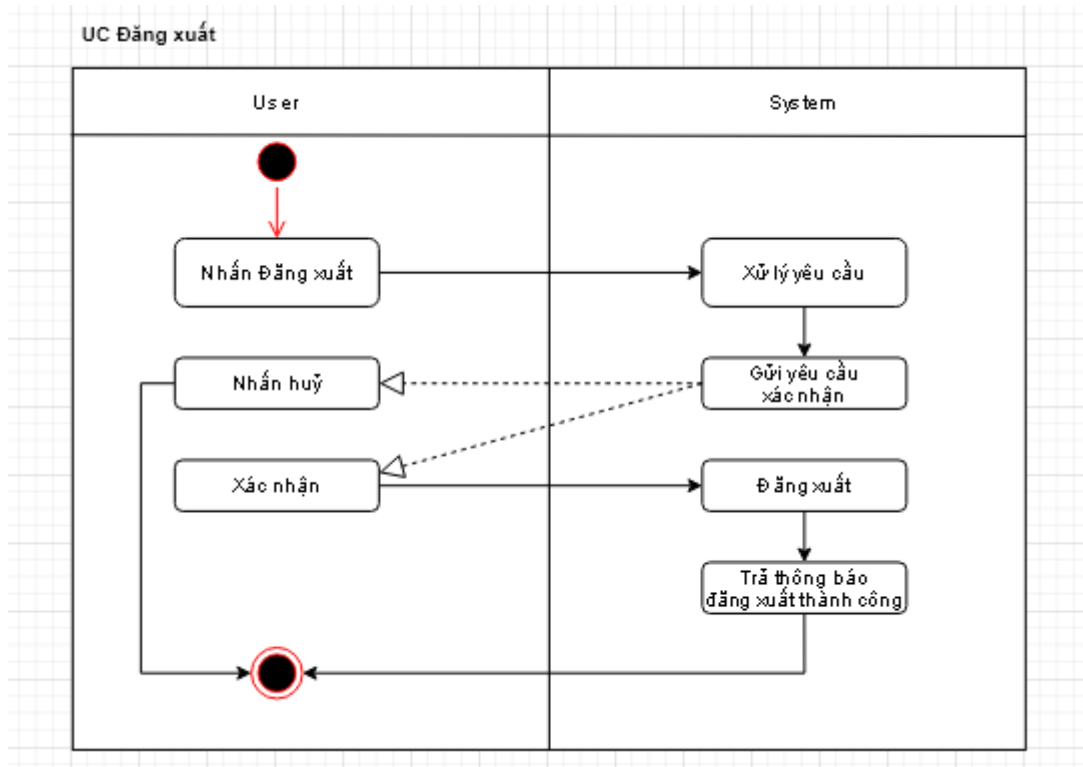 UC Đăng xuất
User
System
Nhấn Đăng xuất
Xử lý yêu cầu
Nhấn huỷ
Gửi yêu cầu
xác nhận
Xác nhận
Đăng xuất
Trả thông báo
đăng xuất thành công